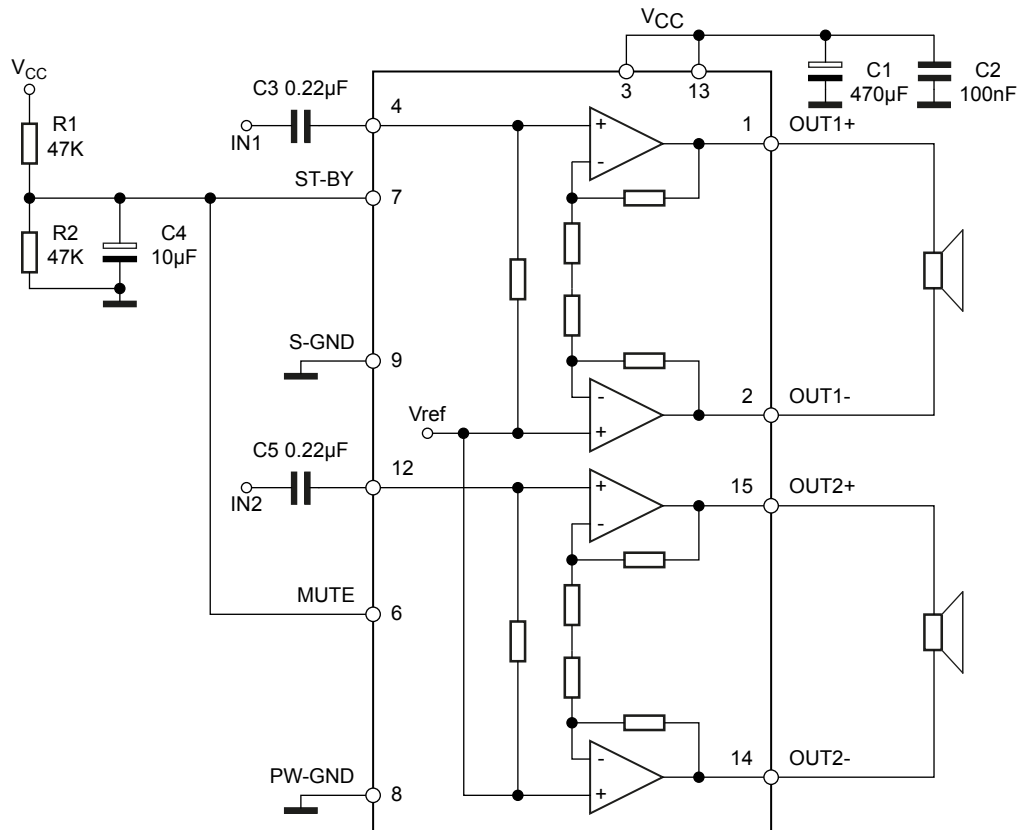 VCC
3
13
C1
470µF
C2
100nF
VCC
R1
47K
C3 0.22µF
IN1
4
+
-
1
OUT1+
ST-BY
7
R2
47K
C4
10µF
S-GND
9
-
+
2
OUT1-
Vref
C5 0.22µF
IN2
12
+
-
15
OUT2+
MUTE
6
-
+
14
OUT2-
PW-GND
8